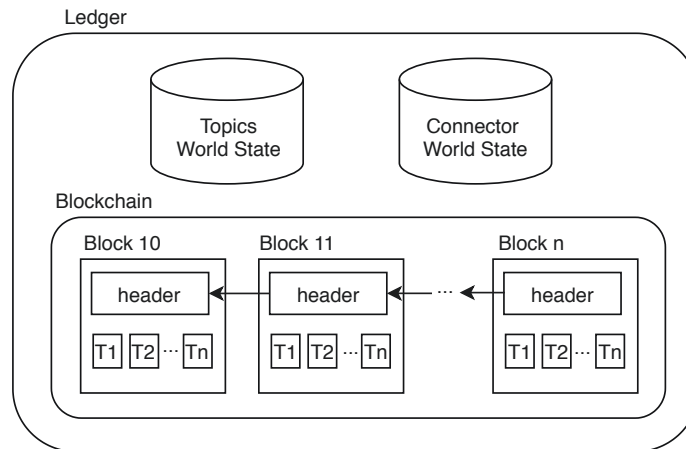 Ledger
Topics
World State
Connector
World State
Blockchain
Block 10
Block 11
Block n
header
header
...
header
T1 T2 ... Tn
T1 T2 ... Tn
T1 T2 ... Tn